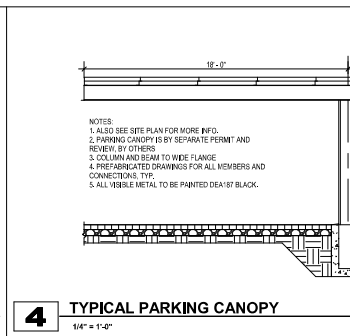 18'- 0"
NOTES:
1. ALSO SEE SITE PLAN FOR MORE INFO.
2. PARKING CANOPY IS BY SEPARATE PERMIT AND
REVIEW, BY OTHERS
3. COLUMN AND BEAM TO WIDE FLANGE
4. PREFABRICATED DRAWINGS FOR ALL MEMBERS AND
CONNECTIONS, TYP.
5. ALL VISIBLE METAL TO BE PAINTED DEA187 BLACK.
4 TYPICAL PARKING CANOPY
1/4" = 1'-0"